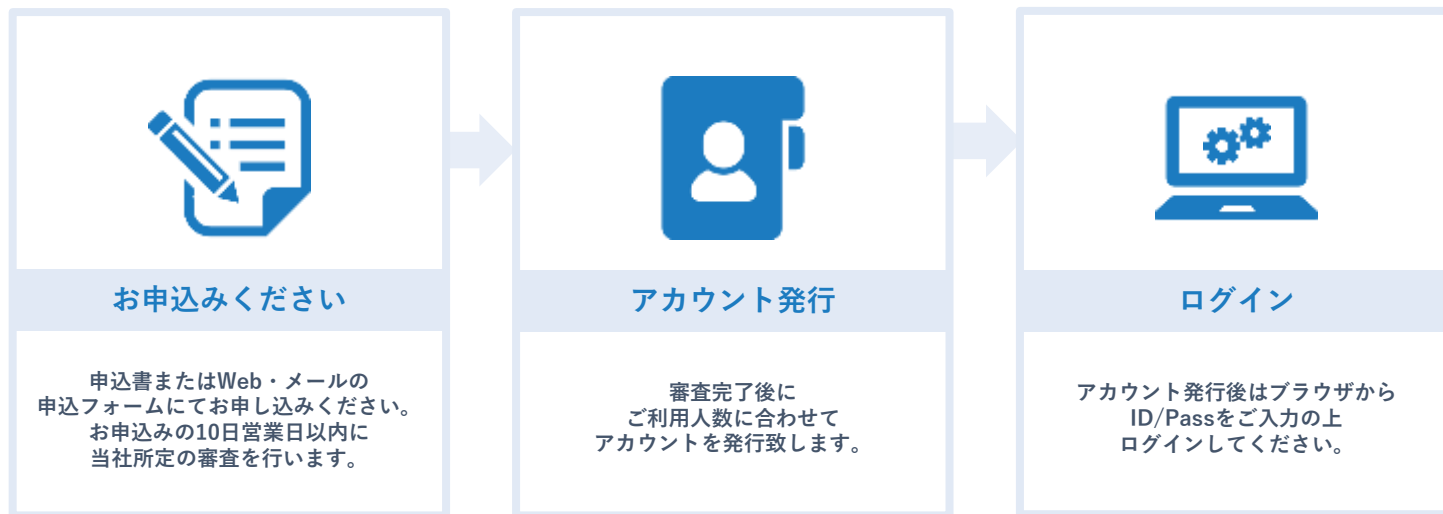 お申込みください
申込書またはWeb・メールの
申込フォームにてお申し込みください。
お申込みの10日営業日以内に
当社所定の審査を行います。
アカウント発行
審査完了後に
ご利用人数に合わせて
アカウントを発行致します。
ログイン
アカウント発行後はブラウザから
ID/Passをご入力の上
ログインしてください。